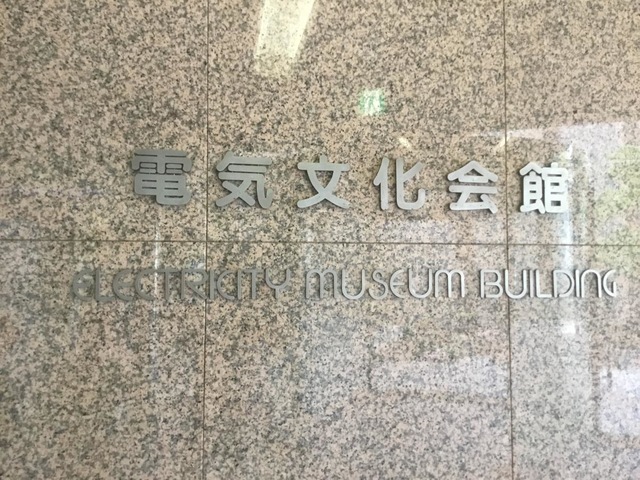 電気文化会館
ELECTRICITY MUSEUM BUILDING